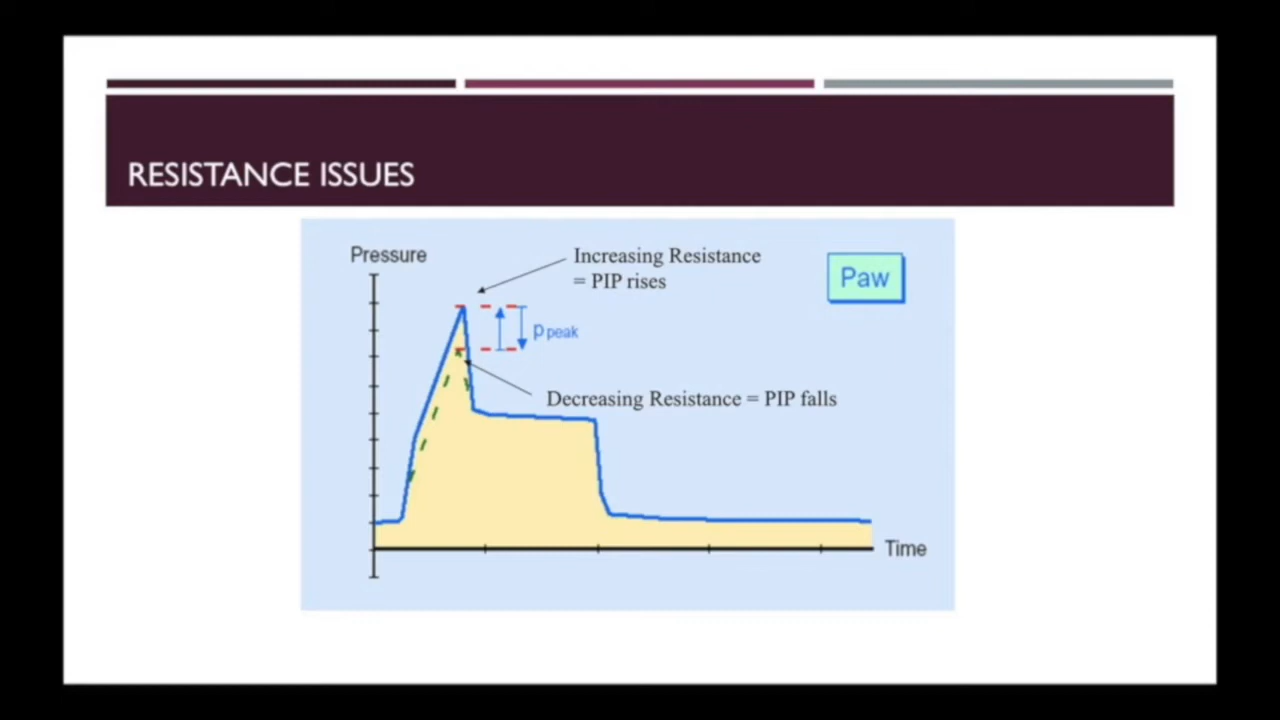 RESISTANCE ISSUES
Pressure
Increasing Resistance
= PIP rises
Paw
P peak
Decreasing Resistance = PIP falls
Time